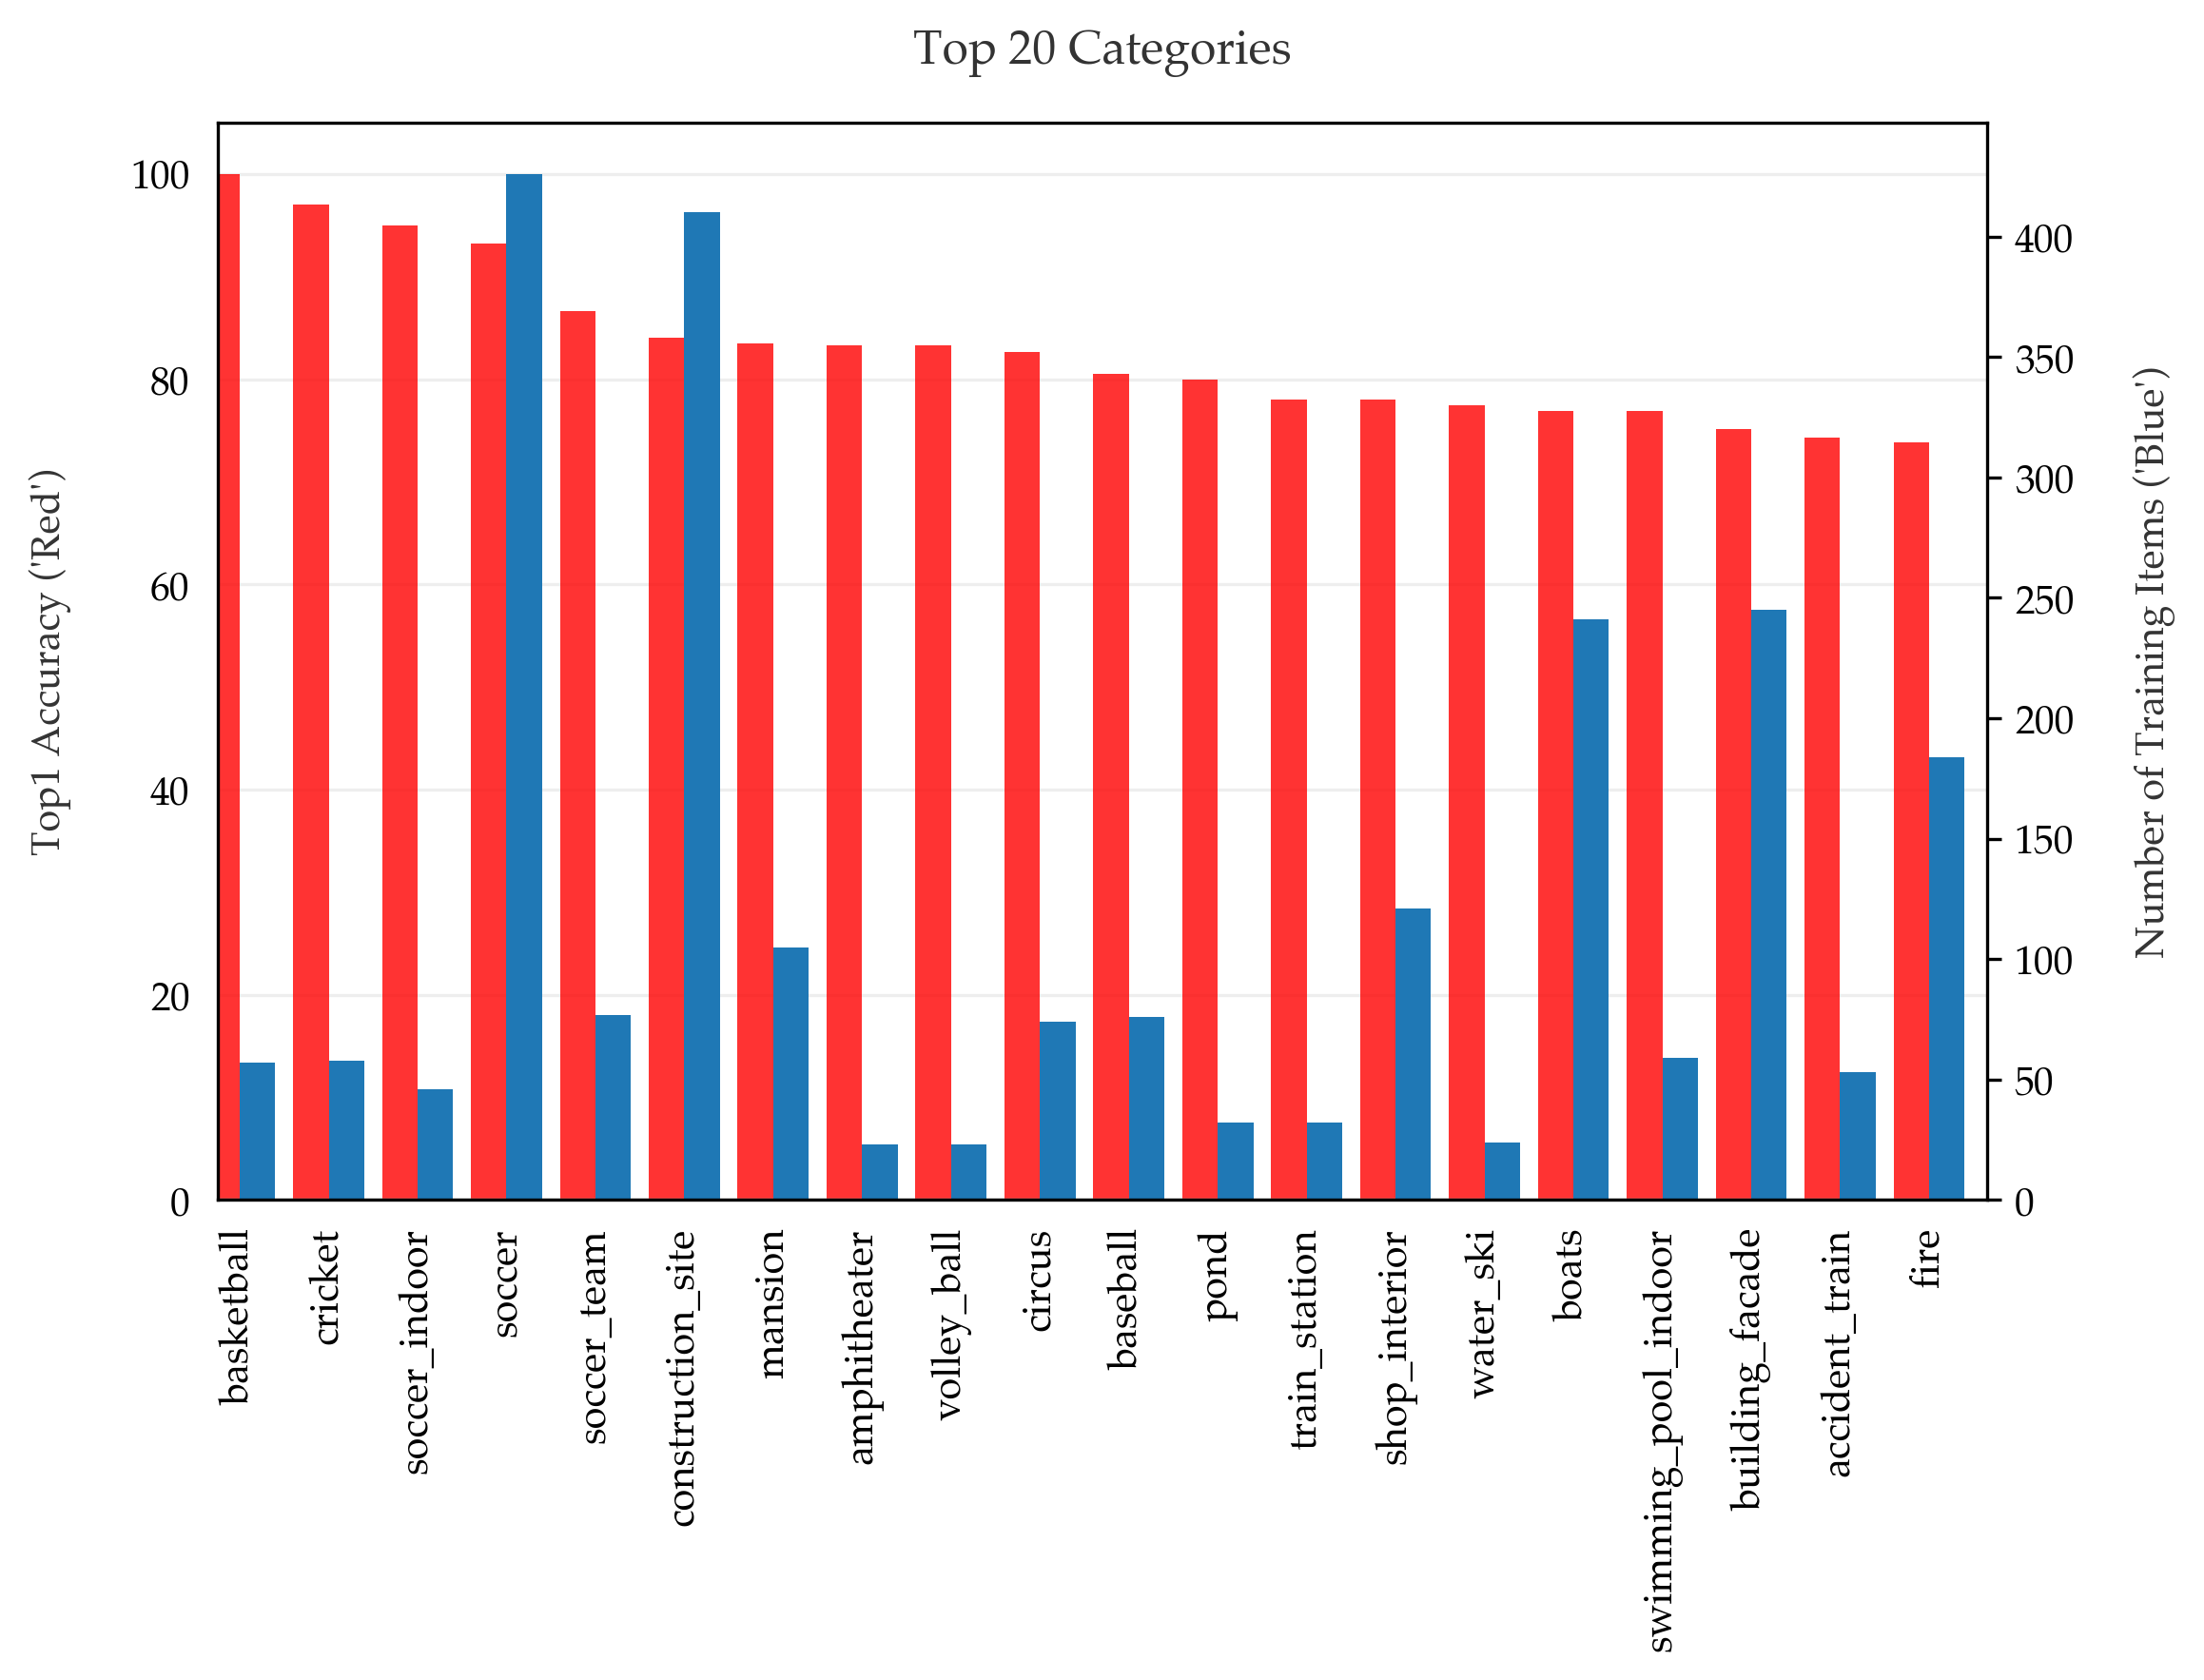 Top 20 Categories
Top1 Accuracy ('Red')
100
80
60
40
20
0
400
350
300
250
200
150
100
50
0
Number of Training Items ('Blue')
basketball
cricket
soccer_indoor
soccer
soccer_team
construction_site
mansion
amphitheater
volley_ball
circus
baseball
pond
train_station
shop_interior
water_ski
boats
swimming_pool_indoor
building_facade
accident_train
fire